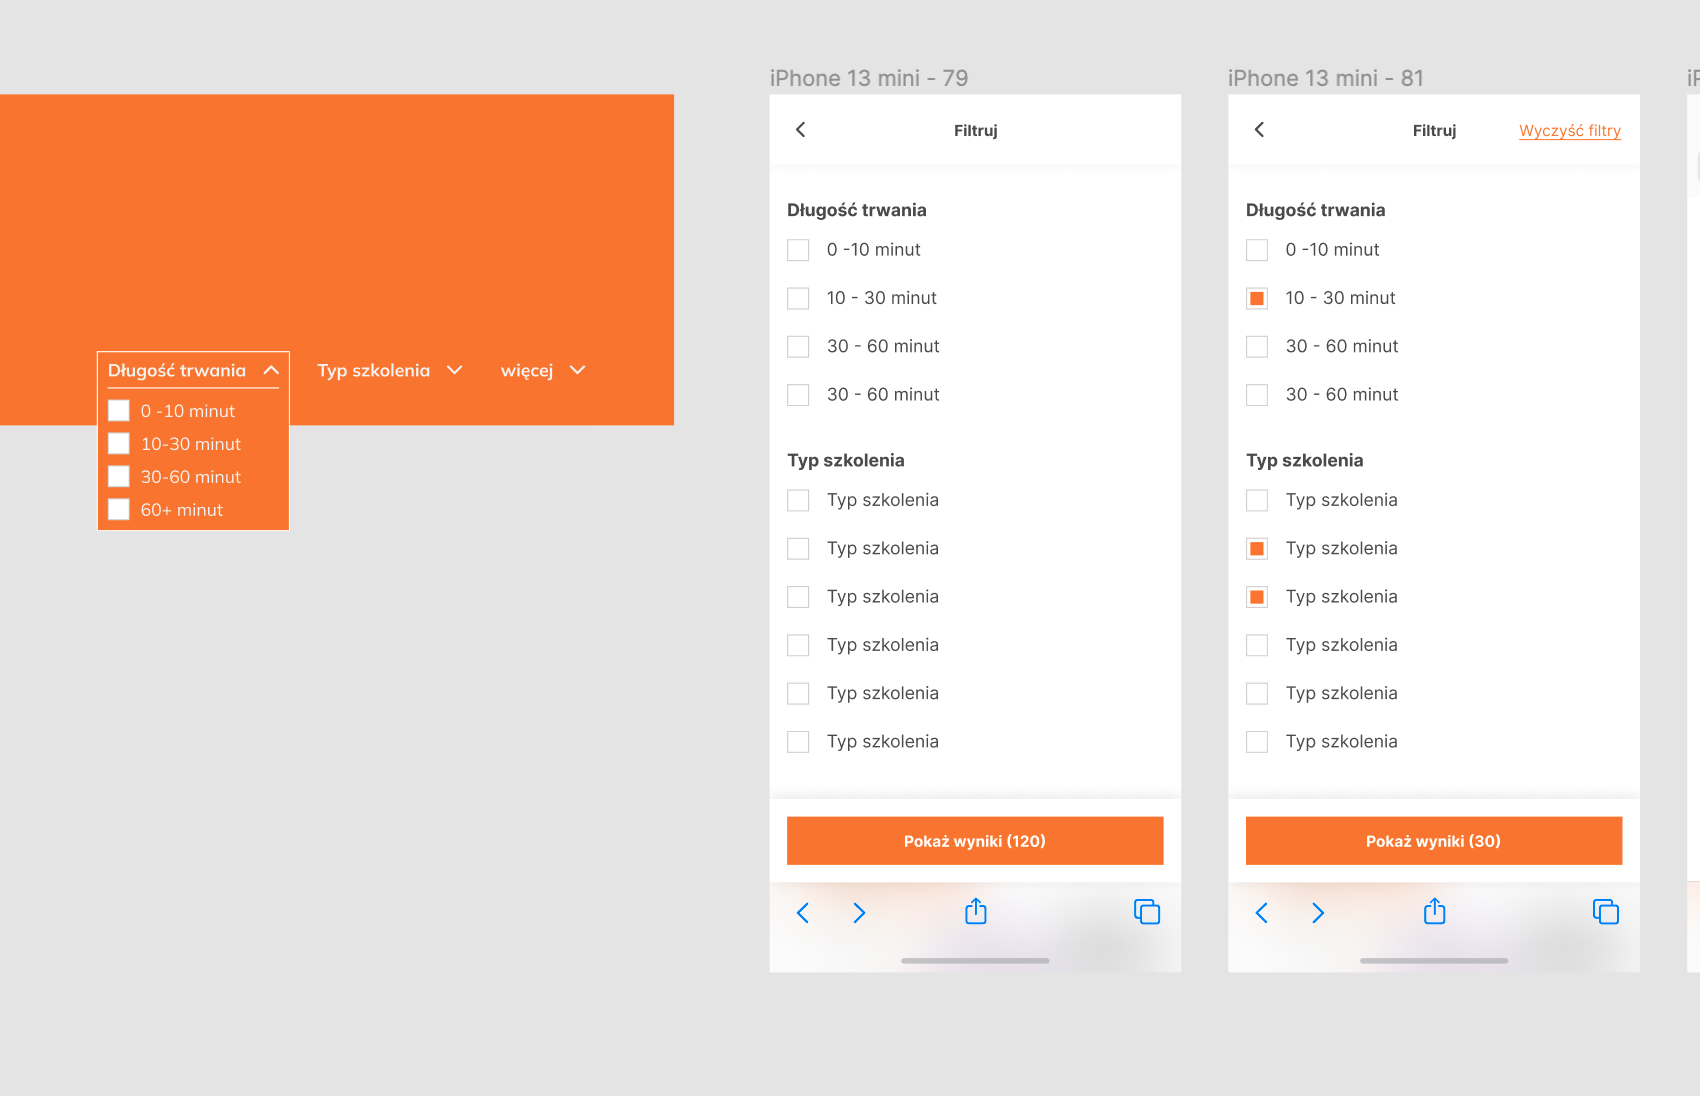 Długość trwania
Typ szkolenia
więcej
0 -10 minut
10-30 minut
30-60 minut
60+ minut
iPhone 13 mini - 79
Filtruj
Długość trwania
0 -10 minut
10 - 30 minut
30 - 60 minut
30 - 60 minut
Typ szkolenia
Typ szkolenia
Typ szkolenia
Typ szkolenia
Typ szkolenia
Typ szkolenia
Typ szkolenia
Pokaż wyniki (120)
iPhone 13 mini - 81
Filtruj
Wyczyść filtry
Długość trwania
0 -10 minut
10 - 30 minut
30 - 60 minut
30 - 60 minut
Typ szkolenia
Typ szkolenia
Typ szkolenia
Typ szkolenia
Typ szkolenia
Typ szkolenia
Typ szkolenia
Pokaż wyniki (30)